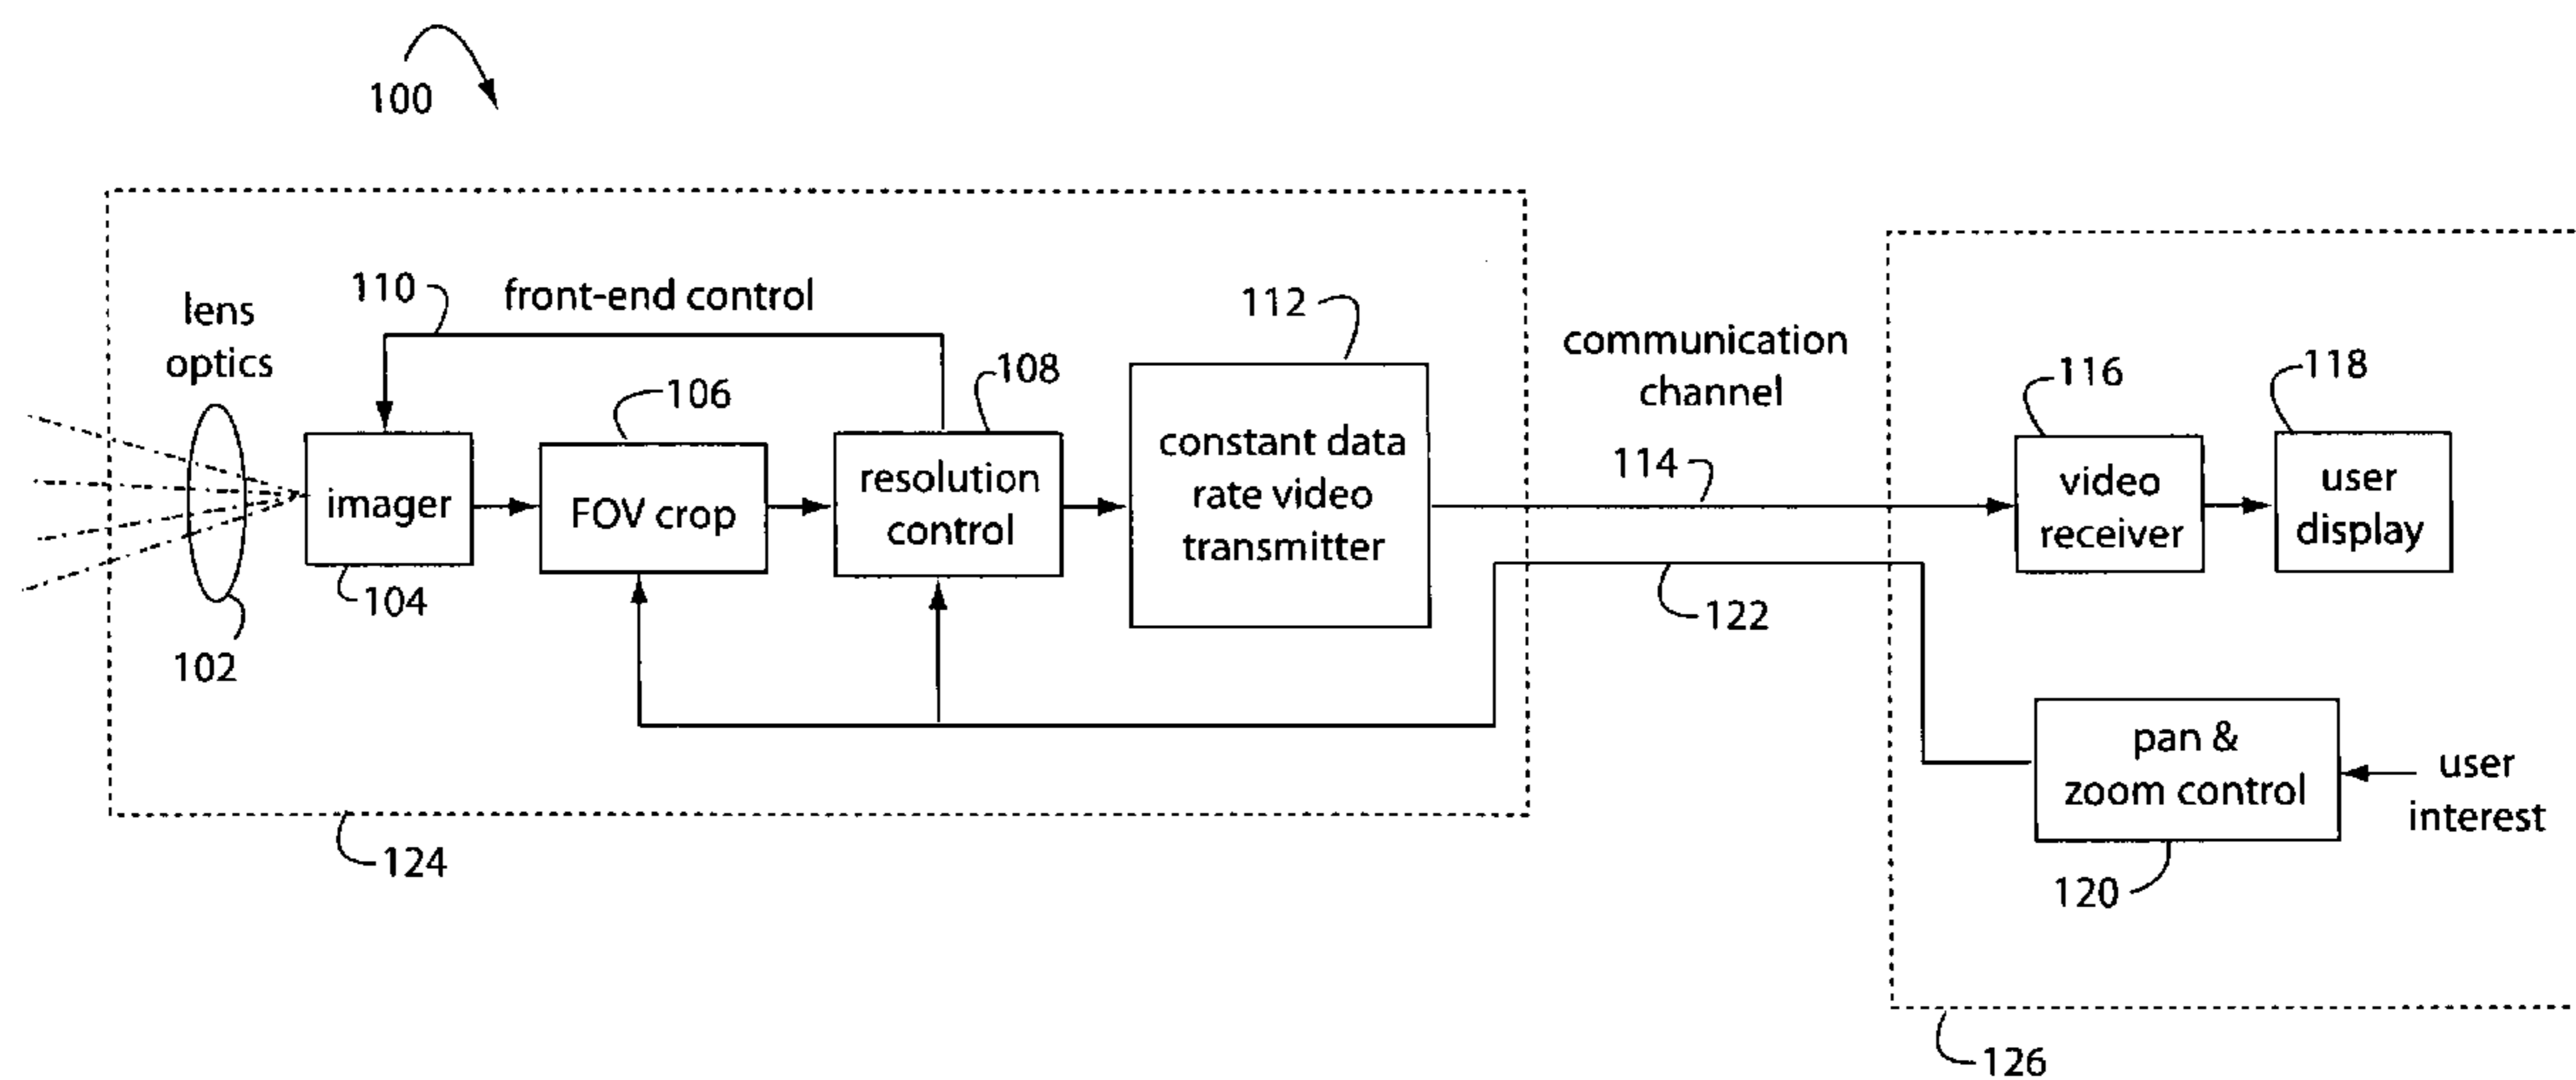 100
lens
optics
110
front-end control
106
108
112
communication
channel
114
116
118
imager
FOV crop
resolution
control
constant data
rate video
transmitter
video
receiver
user
display
104
102
122
pan &
zoom control
user
interest
120
124
126